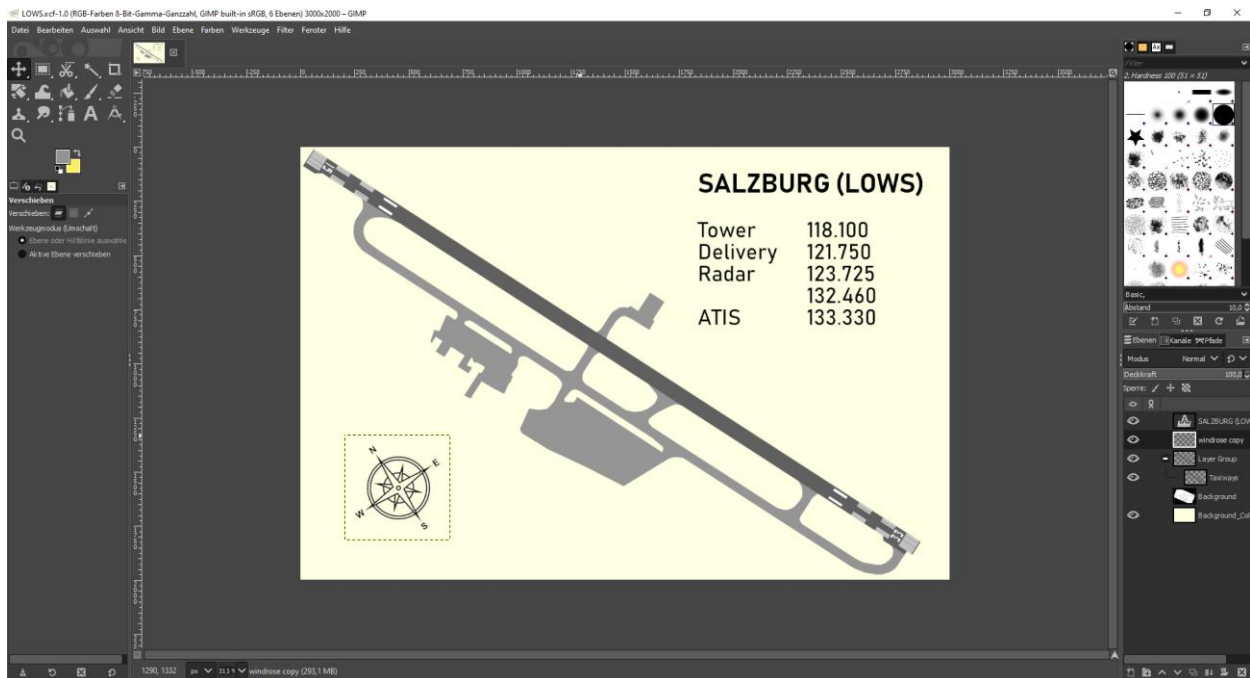 LOWS.xcf-1.0 (RGB-Farben 8-Bit-Gamma-Ganzzahl, GIMP built-in sRGB, 6 Ebenen) 3000x2000 – GIMP
Datei Bearbeiten Auswahl Ansicht Bild Ebene Farben Werkzeuge Filter Fenster Hilfe
Filter
2. Hardness 100 (51 × 51)
SALZBURG (LOWS)
Tower 118.100
Delivery 121.750
Radar 123.725
132.460
ATIS 133.330
N
E
W
S
Verschieben
Verschieben:
Werkzeugmodus (Umschalt)
Ebene oder Hilfslinie auswähle
Aktive Ebene verschieben
Basic,
Abstand 10,0
Ebenen Kanäle Pfade
Modus Normal
Deckkraft 100,0
Sperre:
SALZBURG (LOW
windrose copy
Layer Group
Taxiways
Background
Background_Col
1290, 1332 px 33,3 % windrose copy (293,1 MB)